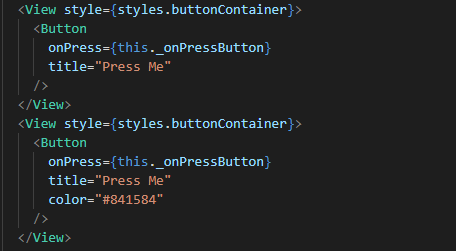 <View style={styles.buttonContainer}>
<Button
onPress={this._onPressButton}
title="Press Me"
/>
</View>
<View style={styles.buttonContainer}>
<Button
onPress={this._onPressButton}
title="Press Me"
color="#841584"
/>
</View>